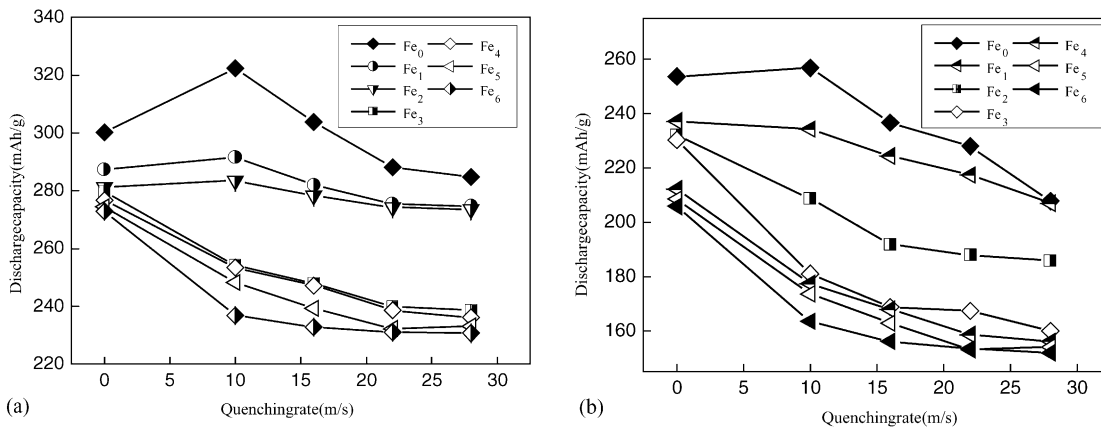 340
320
300
280
260
240
220
Dischargecapacity(mAh/g)
Fe₀ Fe₄
Fe₁ Fe₅
Fe₂ Fe₆
Fe₃
0 5 10 15 20 25 30
Quenchingrate(m/s)
(a)
260
240
220
200
180
160
Dischargecapacity(mAh/g)
Fe₀ Fe₄
Fe₁ Fe₅
Fe₂ Fe₆
Fe₃
0 5 10 15 20 25 30
Quenchingrate(m/s)
(b)